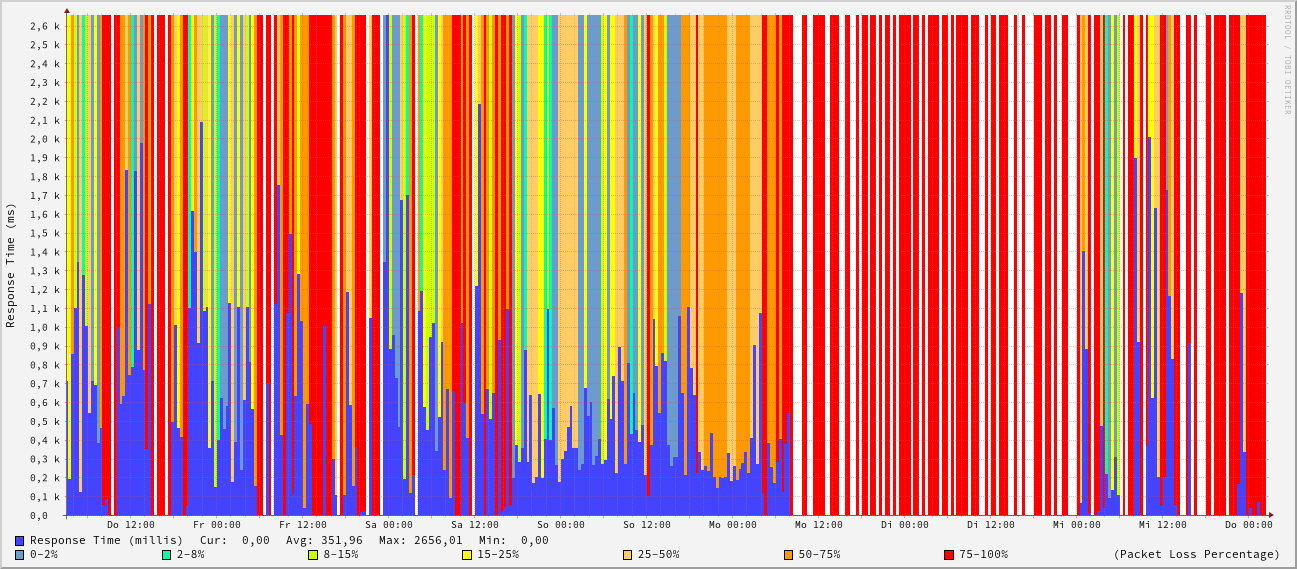 RRDTOOL / TOBI OETIKER
Response Time (ms)
2,6 k
2,5 k
2,4 k
2,3 k
2,2 k
2,1 k
2,0 k
1,9 k
1,8 k
1,7 k
1,6 k
1,5 k
1,4 k
1,3 k
1,2 k
1,1 k
1,0 k
0,9 k
0,8 k
0,7 k
0,6 k
0,5 k
0,4 k
0,3 k
0,2 k
0,1 k
0,0
Do 12:00 Fr 00:00 Fr 12:00 Sa 00:00 Sa 12:00 So 00:00 So 12:00 Mo 00:00 Mo 12:00 Di 00:00 Di 12:00 Mi 00:00 Mi 12:00 Do 00:00
Response Time (millis) Cur: 0,00 Avg: 351,96 Max: 2656,01 Min: 0,00
0-2% 2-8% 8-15% 15-25% 25-50% 50-75% 75-100% (Packet Loss Percentage)